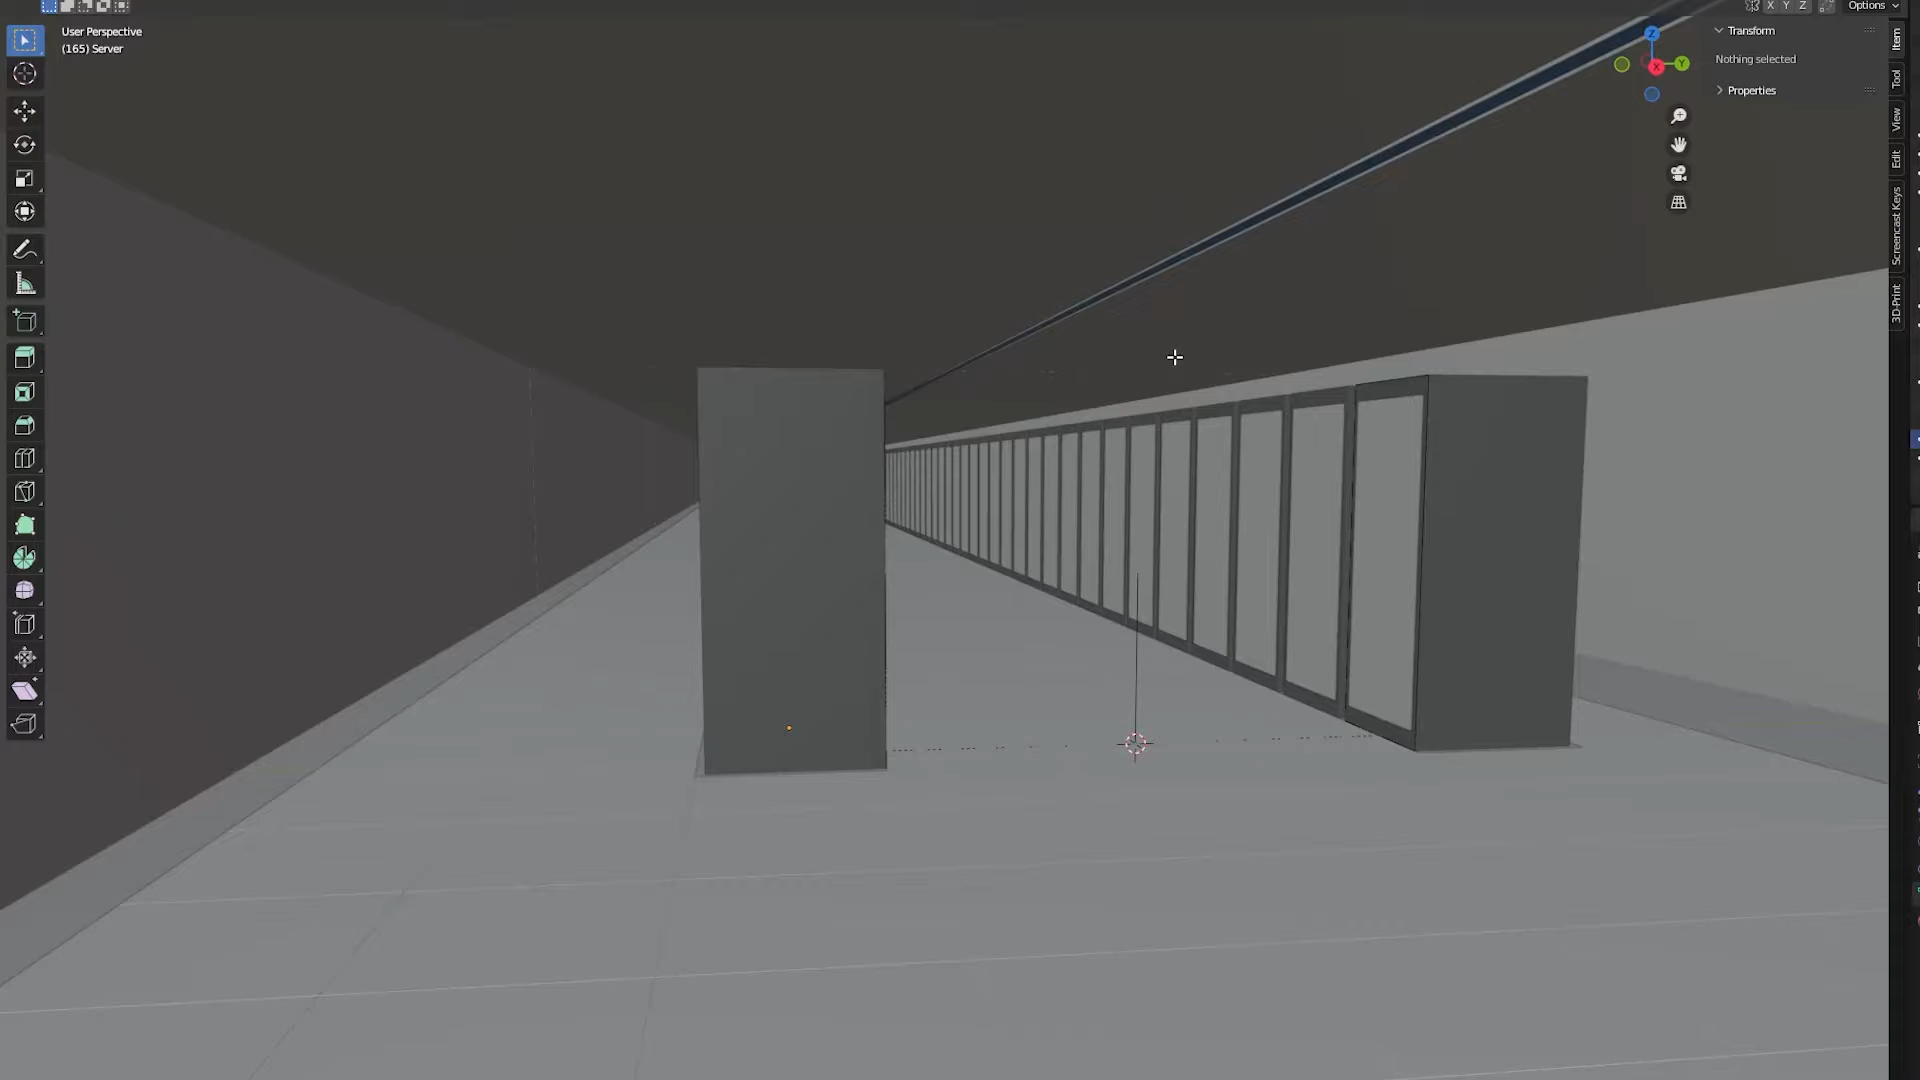 X Y Z
Options
User Perspective
(165) Server
Z
X
Y
Transform
Nothing selected
Properties
Item
Tool
View
Edit
Screencast Keys
3D-Print